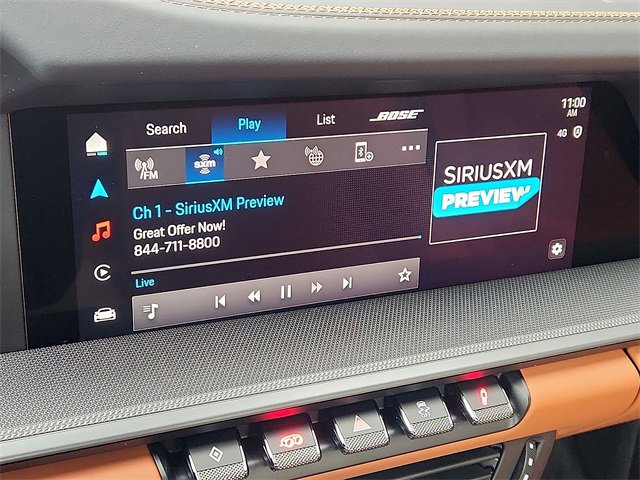 Search Play List BOSE
11:00
AM
4G
FM sxm
SIRIUSXM
PREVIEW
Ch 1 - SiriusXM Preview
Great Offer Now!
844-711-8800
Live